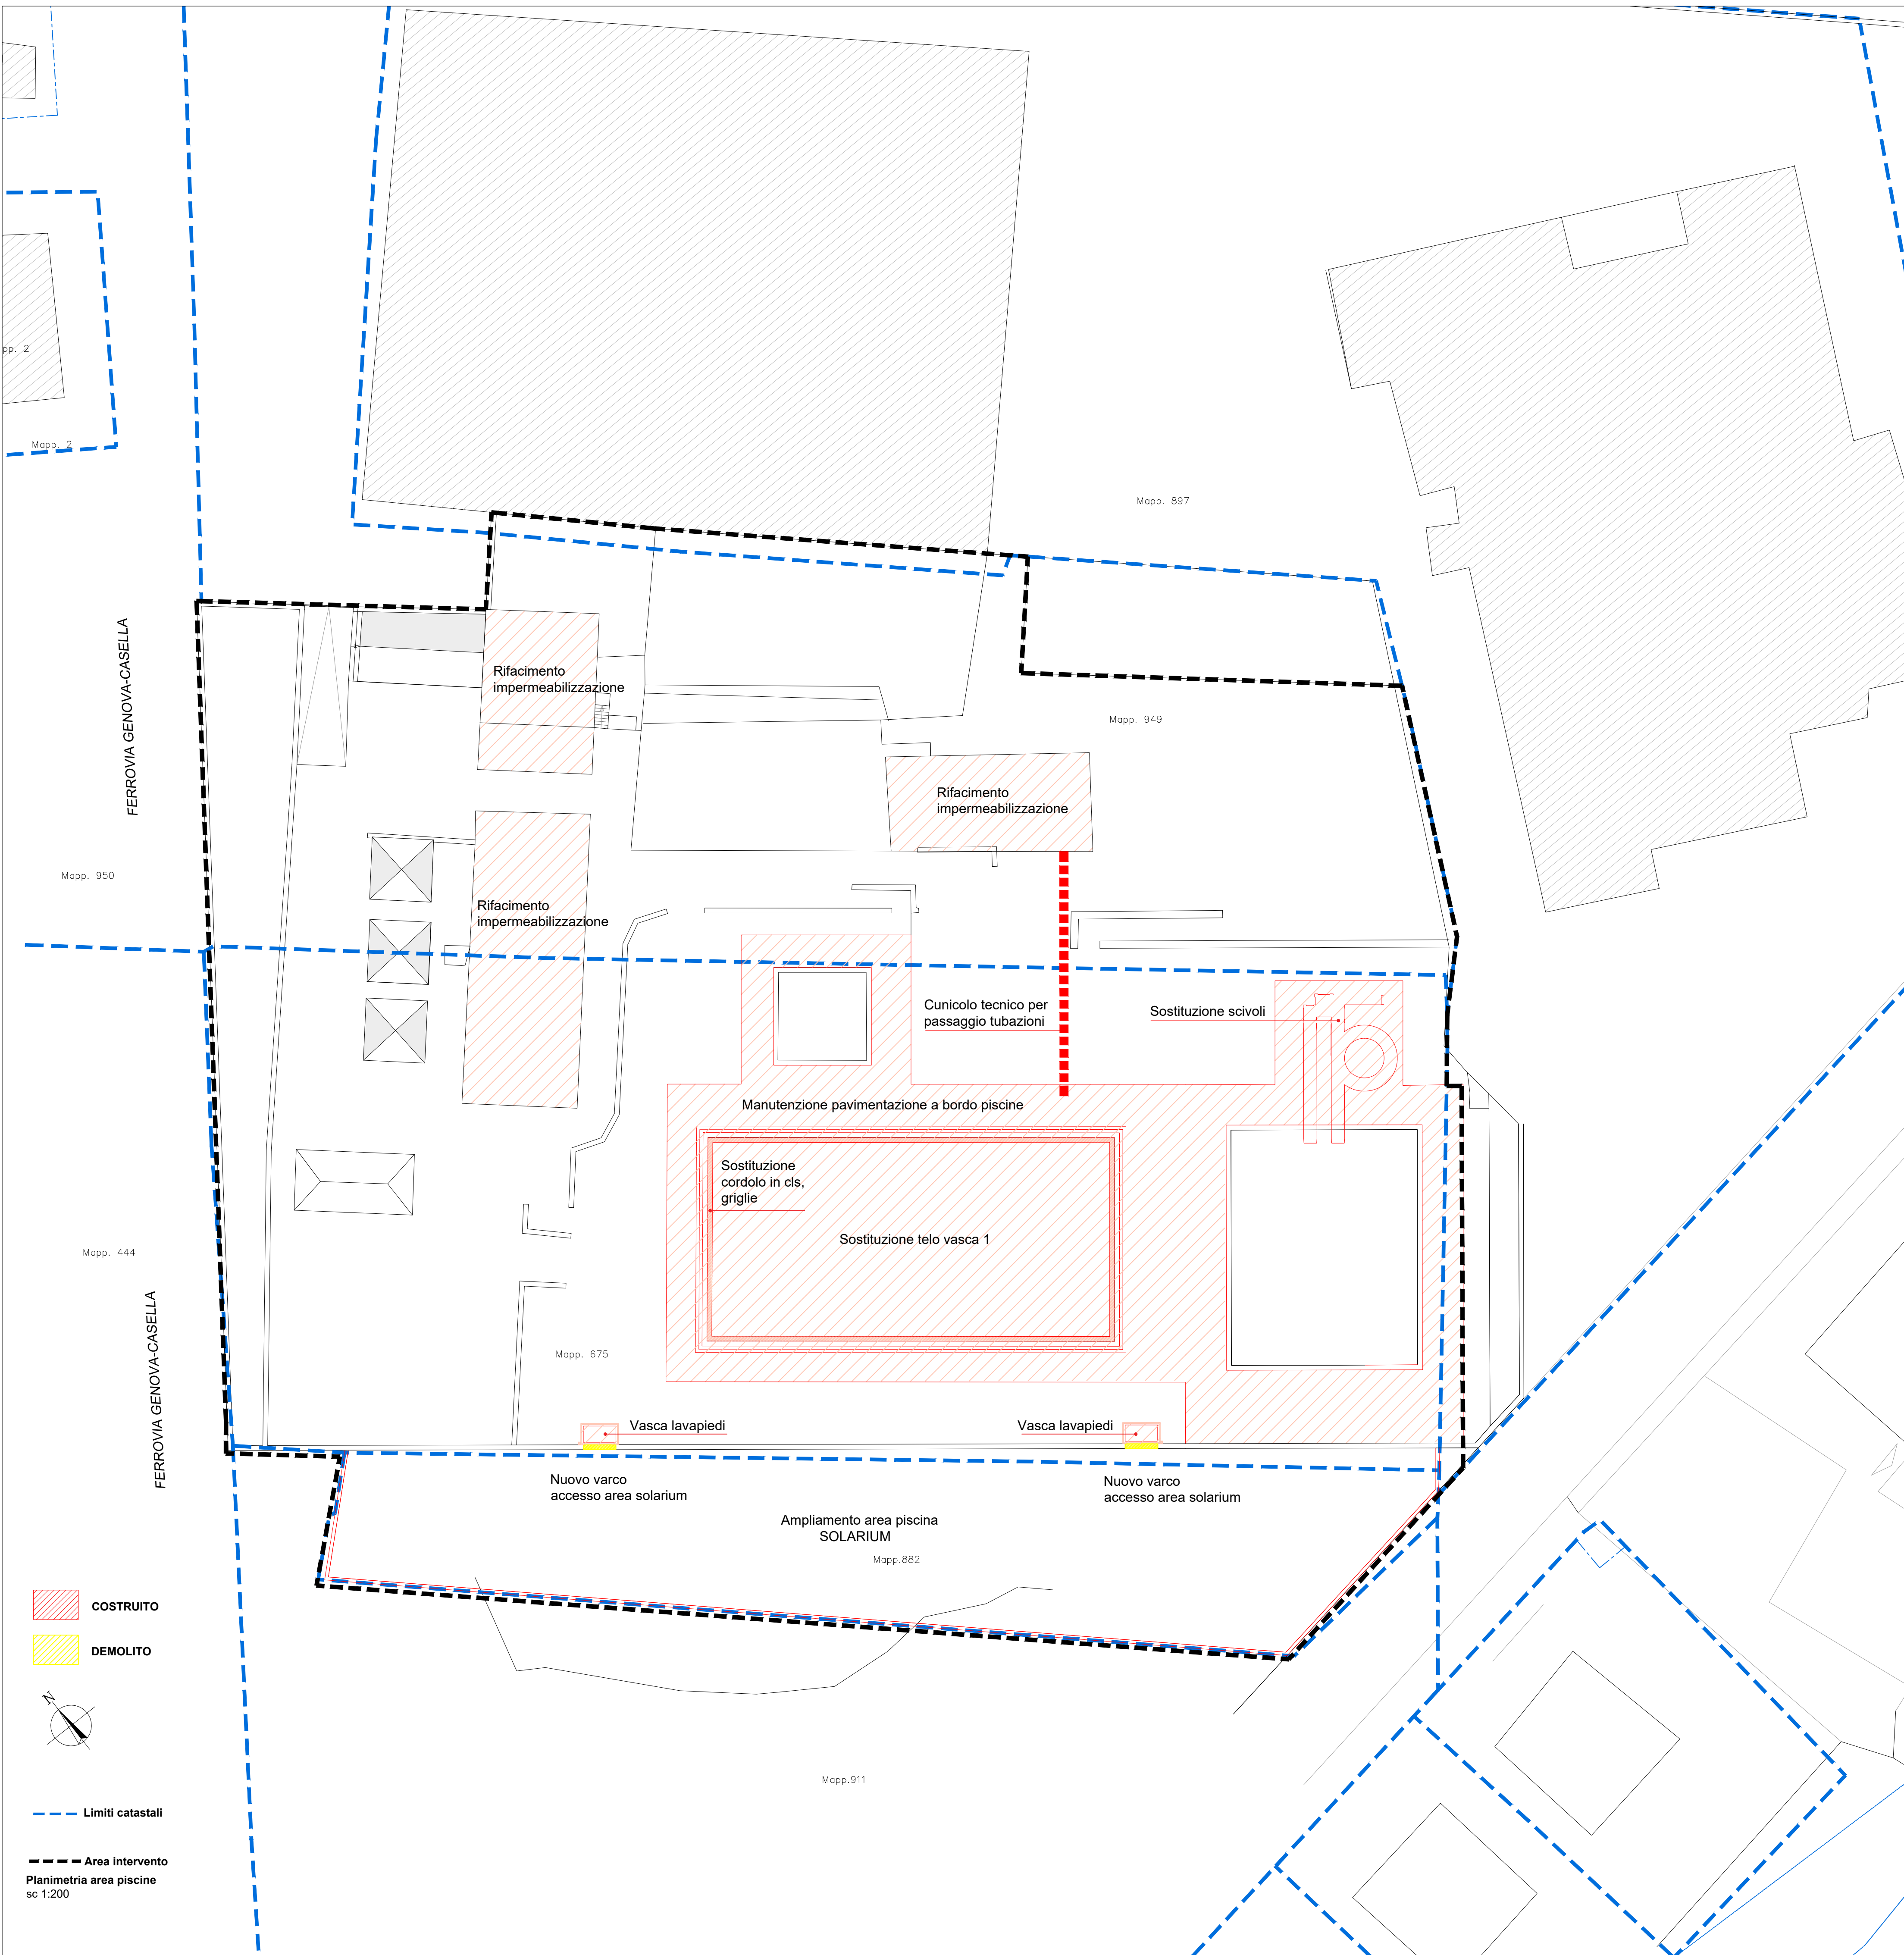 pp. 2
Mapp. 2
Mapp. 897
FERROVIA GENOVA-CASELLA
Rifacimento
impermeabilizzazione
Mapp. 949
Rifacimento
impermeabilizzazione
Mapp. 950
Rifacimento
impermeabilizzazione
Cunicolo tecnico per
passaggio tubazioni
Sostituzione scivoli
Manutenzione pavimentazione a bordo piscine
Sostituzione
cordolo in cls,
griglie
Sostituzione telo vasca 1
Mapp. 444
FERROVIA GENOVA-CASELLA
Mapp. 675
Vasca lavapiedi
Vasca lavapiedi
Nuovo varco
accesso area solarium
Nuovo varco
accesso area solarium
Ampliamento area piscina
SOLARIUM
Mapp.882
COSTRUITO
DEMOLITO
N
Mapp.911
Limiti catastali
Area intervento
Planimetria area piscine
sc 1:200